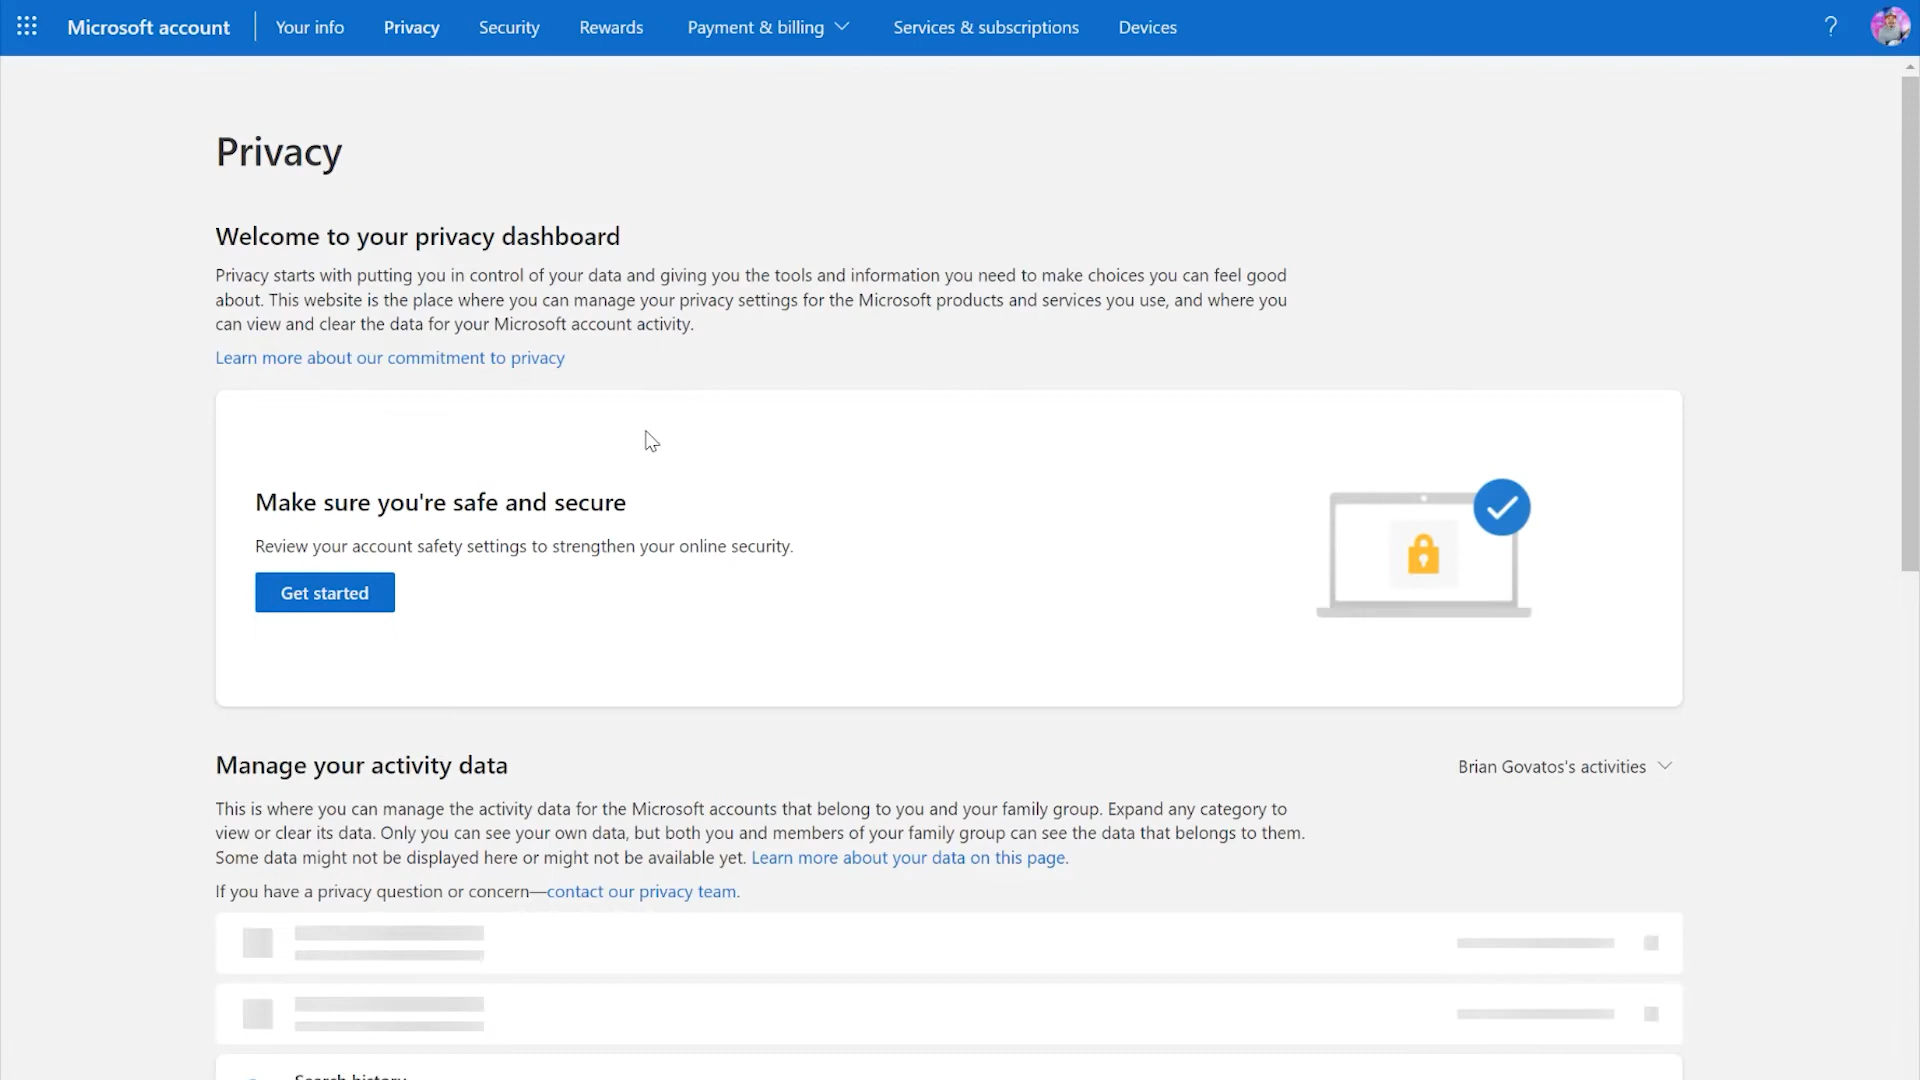 Microsoft account
Your info
Privacy
Security
Rewards
Payment & billing
Services & subscriptions
Devices
?
Privacy
Welcome to your privacy dashboard
Privacy starts with putting you in control of your data and giving you the tools and information you need to make choices you can feel good
about. This website is the place where you can manage your privacy settings for the Microsoft products and services you use, and where you
can view and clear the data for your Microsoft account activity.
Learn more about our commitment to privacy
Make sure you're safe and secure
Review your account safety settings to strengthen your online security.
Get started
Manage your activity data
Brian Govatos's activities
This is where you can manage the activity data for the Microsoft accounts that belong to you and your family group. Expand any category to
view or clear its data. Only you can see your own data, but both you and members of your family group can see the data that belongs to them.
Some data might not be displayed here or might not be available yet. Learn more about your data on this page.
If you have a privacy question or concern—contact our privacy team.
Search history